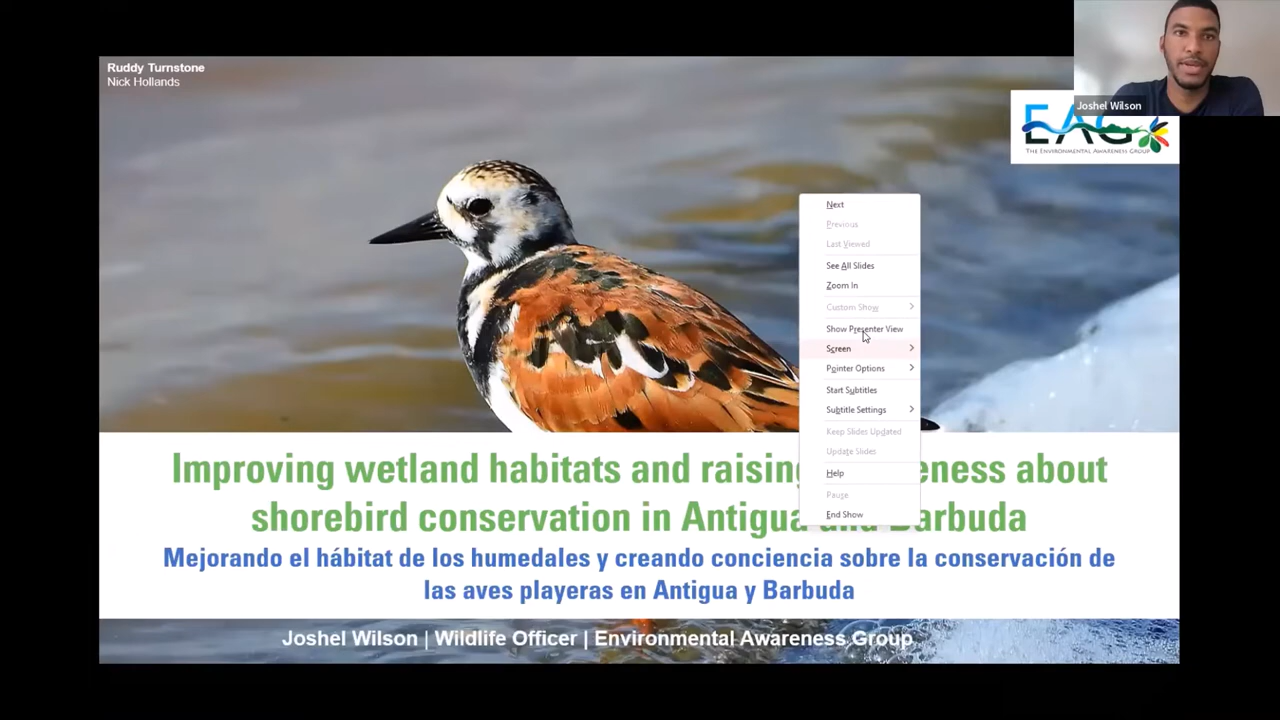 Ruddy Turnstone
Nick Hollands
Joshel Wilson
EAG
THE ENVIRONMENTAL AWARENESS GROUP
Next
Previous
Last Viewed
See All Slides
Zoom In
Custom Show
Show Presenter View
Screen
Pointer Options
Start Subtitles
Subtitle Settings
Keep Slides Updated
Update Slides
Help
Pause
End Show
Improving wetland habitats and raising eness about
shorebird conservation in Antigua and Barbuda
Mejorando el hábitat de los humedales y creando conciencia sobre la conservación de
las aves playeras en Antigua y Barbuda
Joshel Wilson | Wildlife Officer | Environmental Awareness Group